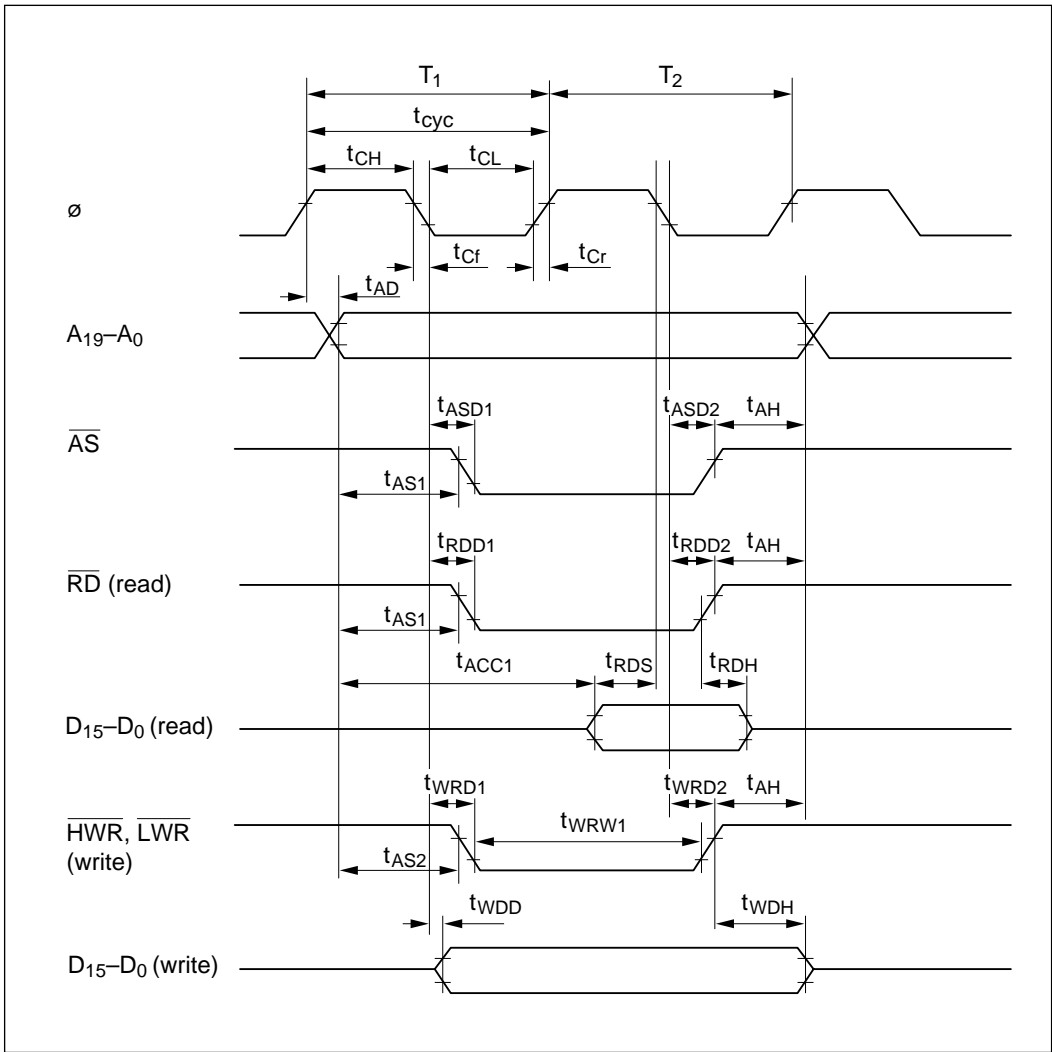 T1 T2
tcyc
tCH tCL
ø
tCf tCr
tAD
A19–A0
tASD1 tASD2 tAH
AS
tAS1
tRDD1 tRDD2 tAH
RD (read)
tAS1
tACC1 tRDS tRDH
D15–D0 (read)
tWRD1 tWRD2 tAH
HWR, LWR
(write)
tWRW1
tAS2
tWDD tWDH
D15–D0 (write)